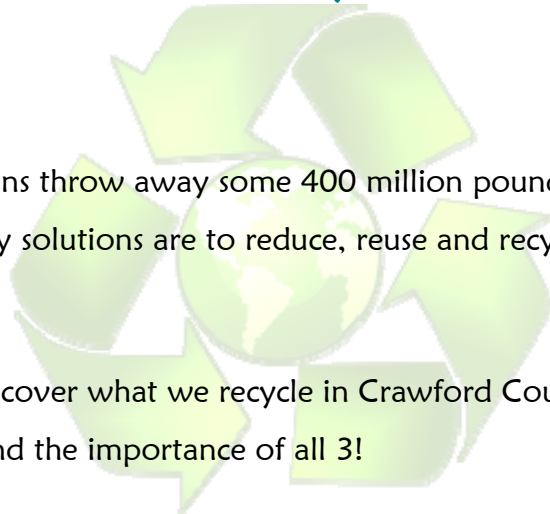 ns throw away some 400 million pound
y solutions are to reduce, reuse and recy
cover what we recycle in Crawford Cou
nd the importance of all 3!